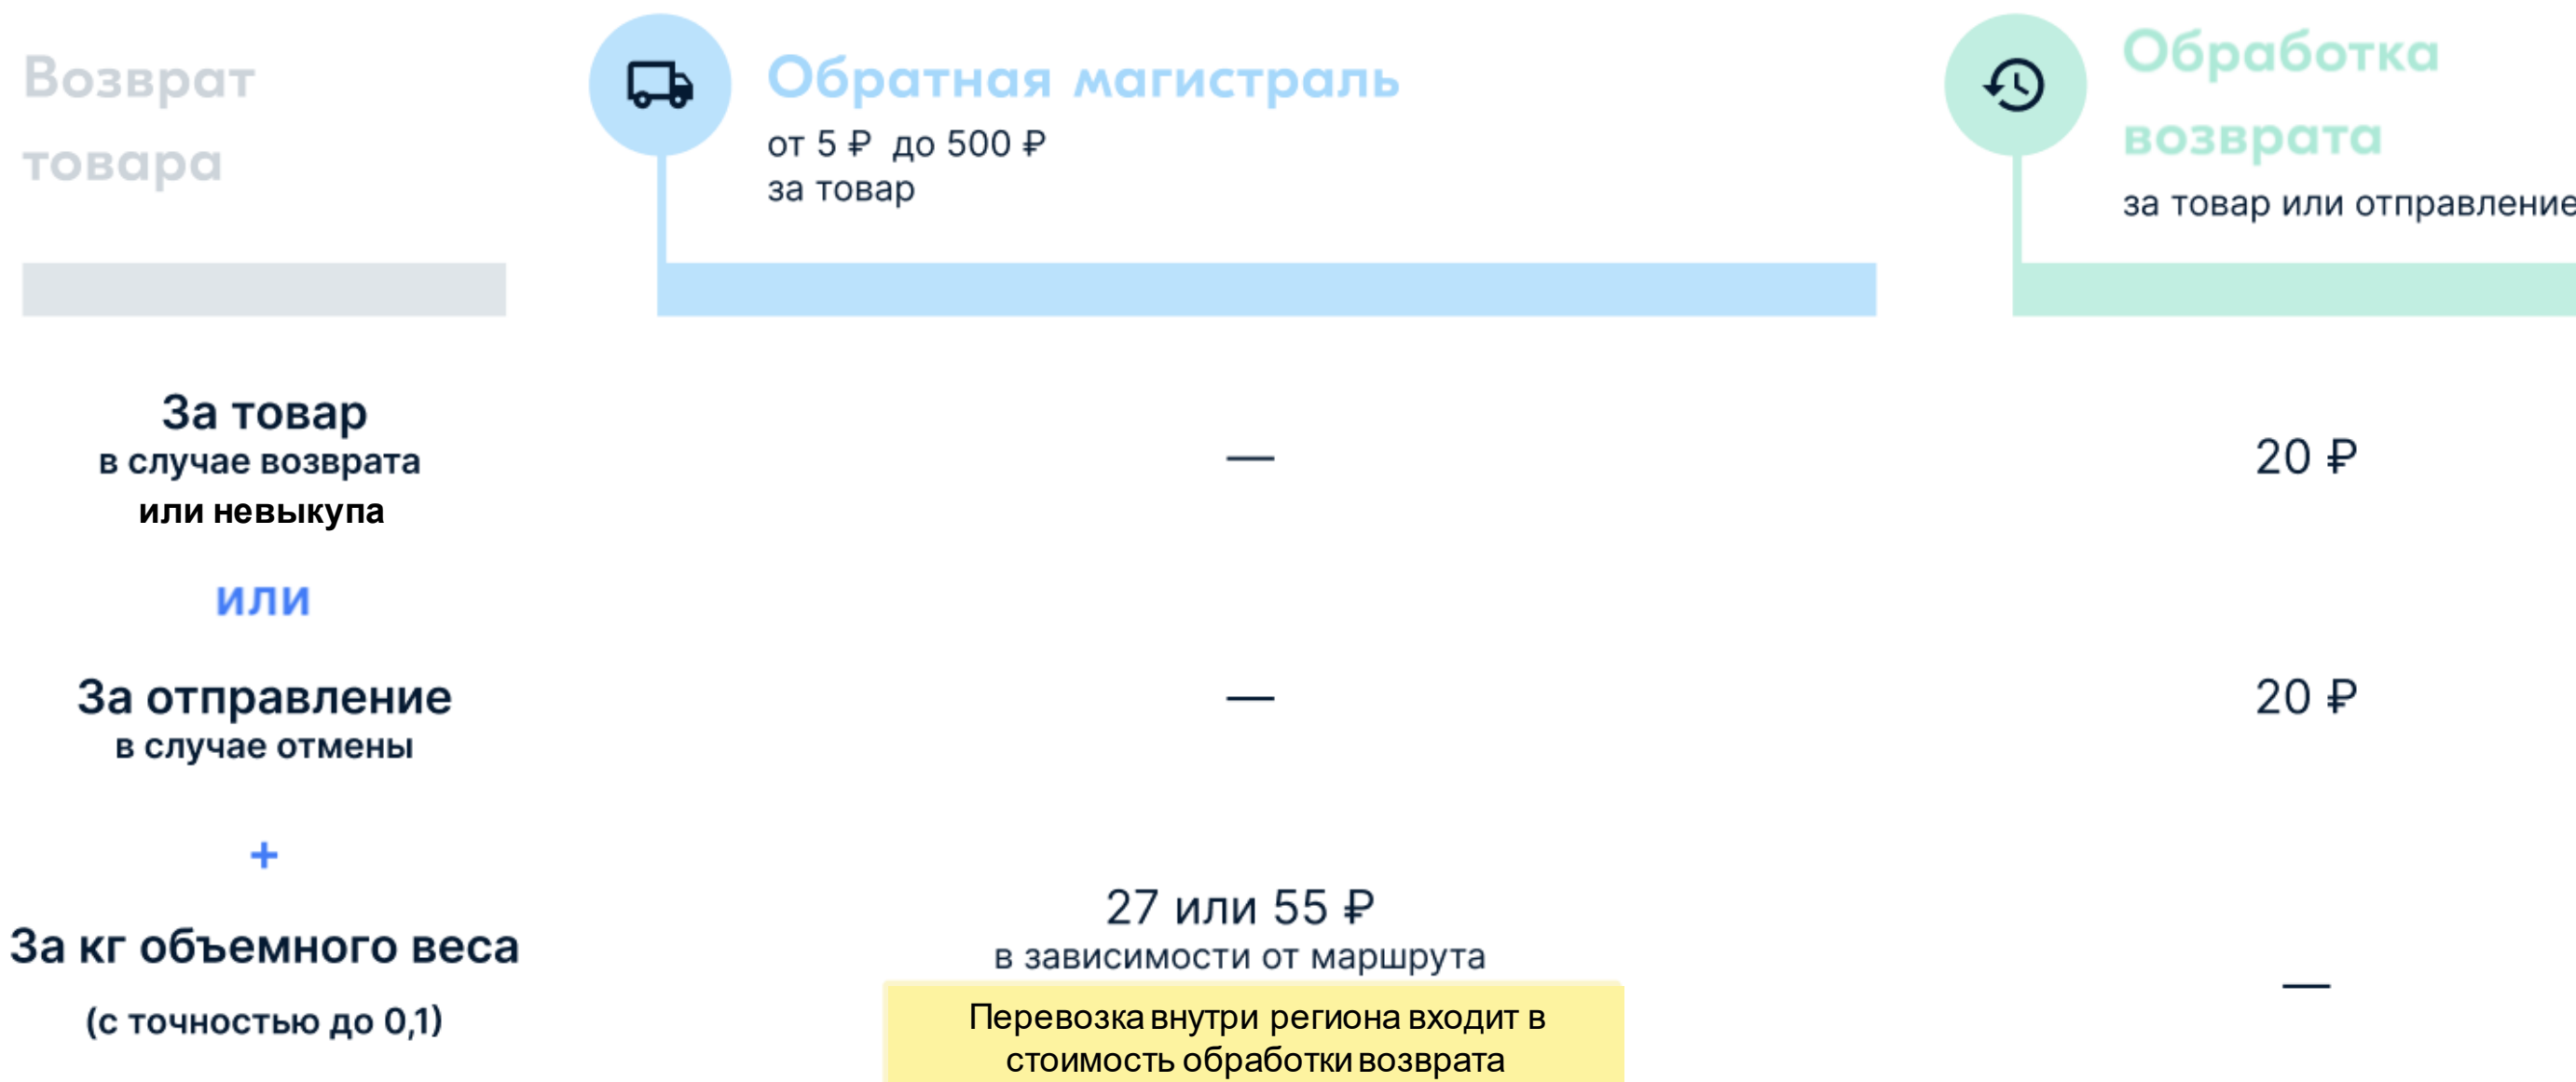 Возврат
товара
Обратная магистраль
от 5 ₽ до 500 ₽
за товар
Обработка
возврата
за товар или отправление
За товар
в случае возврата
или невыкупа
—
20 ₽
или
За отправление
в случае отмены
—
20 ₽
+
За кг объемного веса
(с точностью до 0,1)
27 или 55 ₽
в зависимости от маршрута
Перевозка внутри региона входит в
стоимость обработки возврата
—